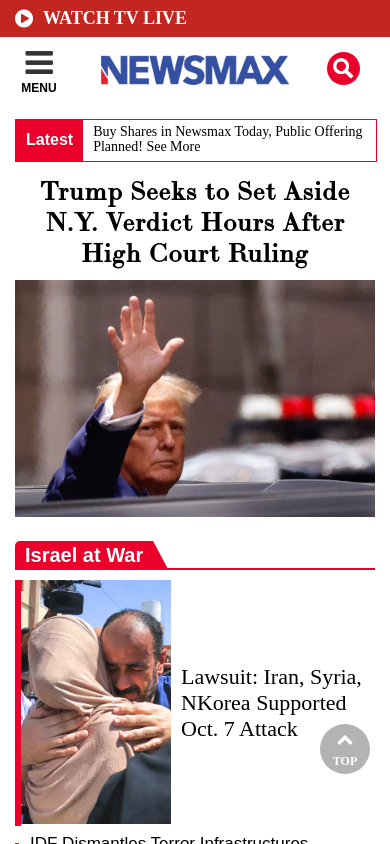 WATCH TV LIVE
MENU
NEWSMAX
Latest
Buy Shares in Newsmax Today, Public Offering
Planned! See More
Trump Seeks to Set Aside
N.Y. Verdict Hours After
High Court Ruling
Israel at War
Lawsuit: Iran, Syria,
NKorea Supported
Oct. 7 Attack
TOP
- IDF Dismantles Terror Infrastructures